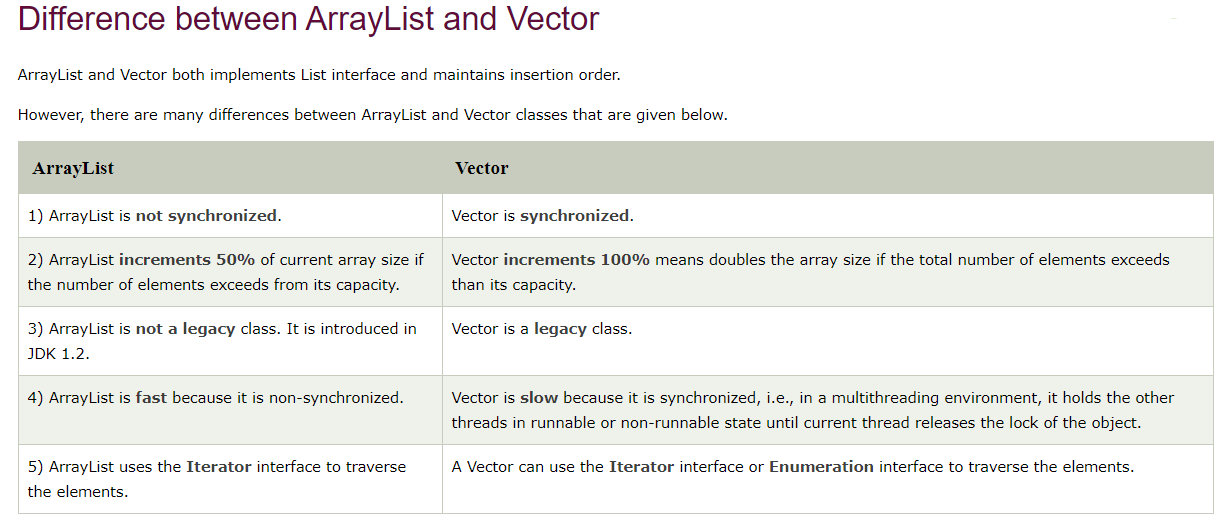 Difference between ArrayList and Vector
ArrayList and Vector both implements List interface and maintains insertion order.
However, there are many differences between ArrayList and Vector classes that are given below.
ArrayList
Vector
1) ArrayList is not synchronized.
Vector is synchronized.
2) ArrayList increments 50% of current array size if
the number of elements exceeds from its capacity.
Vector increments 100% means doubles the array size if the total number of elements exceeds
than its capacity.
3) ArrayList is not a legacy class. It is introduced in
JDK 1.2.
Vector is a legacy class.
4) ArrayList is fast because it is non-synchronized.
Vector is slow because it is synchronized, i.e., in a multithreading environment, it holds the other
threads in runnable or non-runnable state until current thread releases the lock of the object.
5) ArrayList uses the Iterator interface to traverse
the elements.
A Vector can use the Iterator interface or Enumeration interface to traverse the elements.